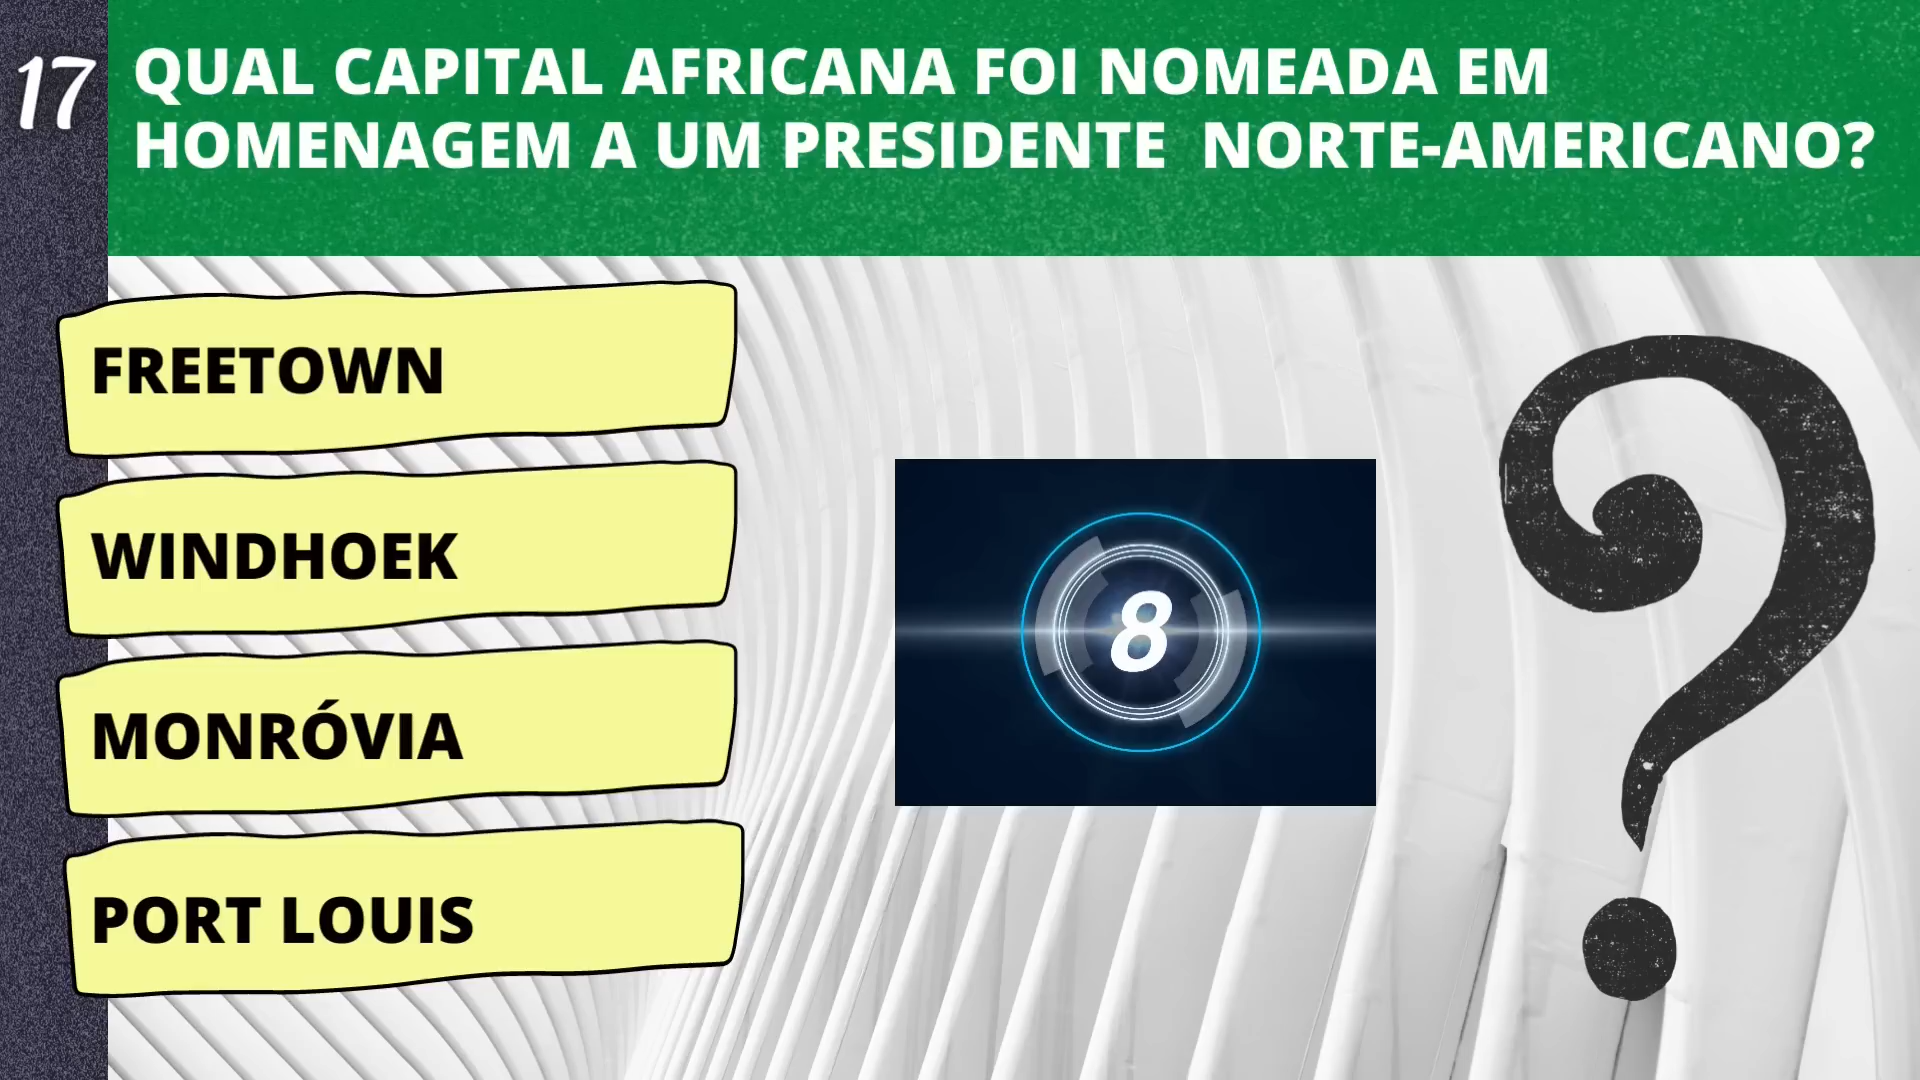 17
QUAL CAPITAL AFRICANA FOI NOMEADA EM
HOMENAGEM A UM PRESIDENTE NORTE-AMERICANO?
FREETOWN
WINDHOEK
MONRÓVIA
PORT LOUIS
8